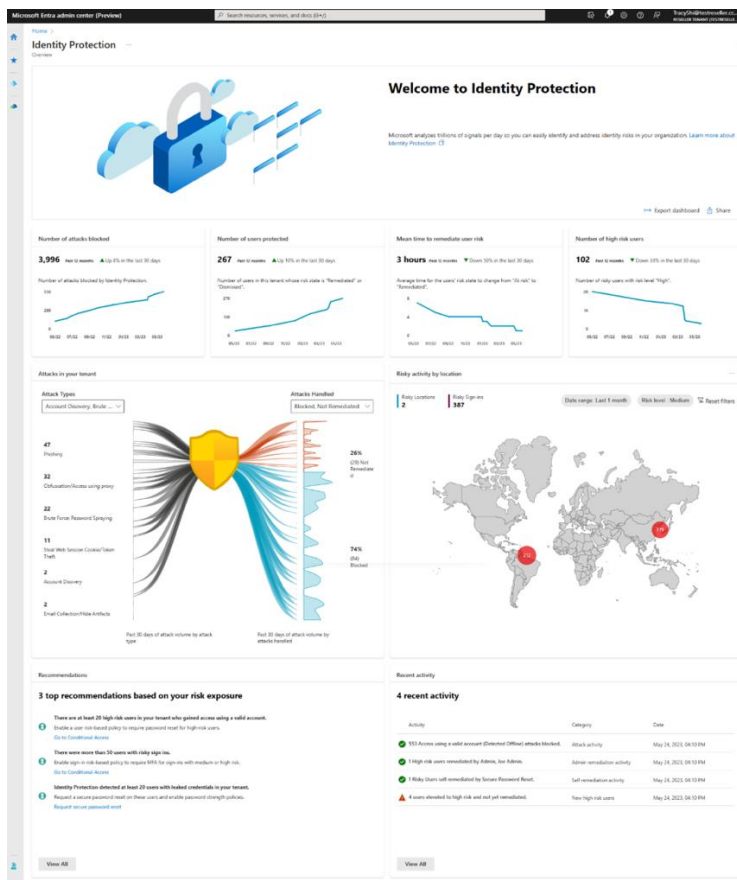 Microsoft Entra admin center (Preview)
Search resources, services, and docs (G+/)
Home >
Identity Protection ...
Overview
Welcome to Identity Protection
Microsoft analyzes trillions of signals per day so you can easily identify and address identity risks in your organization. Learn more about
Identity Protection
Export dashboard Share
Number of attacks blocked
3,996 Past 12 months Up 4% in the last 30 days
Number of attacks blocked by Identity Protection.
Number of users protected
267 Past 12 months Up 10% in the last 30 days
Number of users in this tenant whose risk state is "Remediated" or
"Dismissed".
Mean time to remediate user risk
3 hours Past 12 months Down 50% in the last 30 days
Average time for the users' risk state to change from "At risk" to
"Remediated".
Number of high risk users
102 Past 12 months in the last 30 days
Number of risky users with risk level "High".
Attacks in your tenant
Attack Types
Account Disovery, Brute ...
Attacks Handled
Blocked, Not Remediated
47
Phishing
32
Obfuscation/Access using proxy
22
Brute Force Password Spraying
11
Steal Web Session Cookie/Token
Theft
2
Account Disovery
2
Email Collection/Hide Artifacts
26%
(29) Not
Remediate
d
74%
(84)
Blocked
Past 30 days of attack volume by attack
type
Past 30 days of attack volume by
attacks handled
Risky activity by location
Risky Locations
2
Risky Sign-ins
387
Date range Last 1 month
Risk level Medium
Reset filters
252
Recommendations
3 top recommendations based on your risk exposure
There are at least 20 high risk users in your tenant who gained access using a valid account.
Enable a user risk-based policy to require password reset for high-risk users.
Go to Conditional Access
There were more than 50 users with risky sign ins.
Enable sign in risk-based policy to require MFA for sign-ins with medium or high risk.
Go to Conditional Access
Identity Protection detected at least 20 users with leaked credentials in your tenant.
Request a secure password reset on these users and enable password strength policies.
Request secure password reset
View All
Recent activity
4 recent activity
Activity Category Date
553 Access using a valid account (Detected Offline) attacks blocked. Attack activity May 24, 2023, 04:10 PM
1 High risk users remediated by Admin, Joe Admin. Admin remediation activity May 24, 2023, 04:10 PM
1 Risky Users self-remediated by Secure Password Reset. Self remediation activity May 24, 2023, 04:10 PM
4 users elevated to high risk and not yet remediated. New high risk users May 24, 2023, 04:10 PM
View All